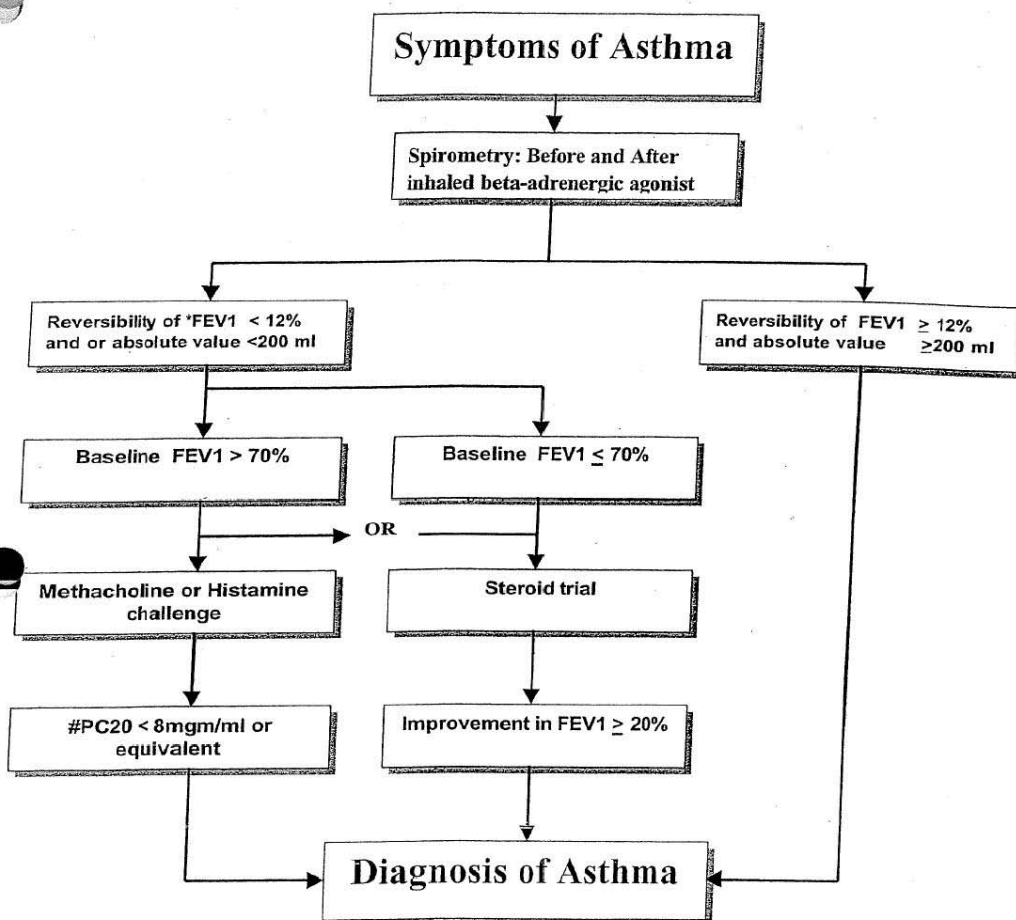 Symptoms of Asthma
Spirometry: Before and After
inhaled beta-adrenergic agonist
Reversibility of *FEV1 < 12%
and or absolute value <200 ml
Reversibility of FEV1 ≥ 12%
and absolute value ≥200 ml
Baseline FEV1 > 70%
Baseline FEV1 ≤ 70%
OR
Methacholine or Histamine
challenge
Steroid trial
#PC20 < 8mgm/ml or
equivalent
Improvement in FEV1 ≥ 20%
Diagnosis of Asthma